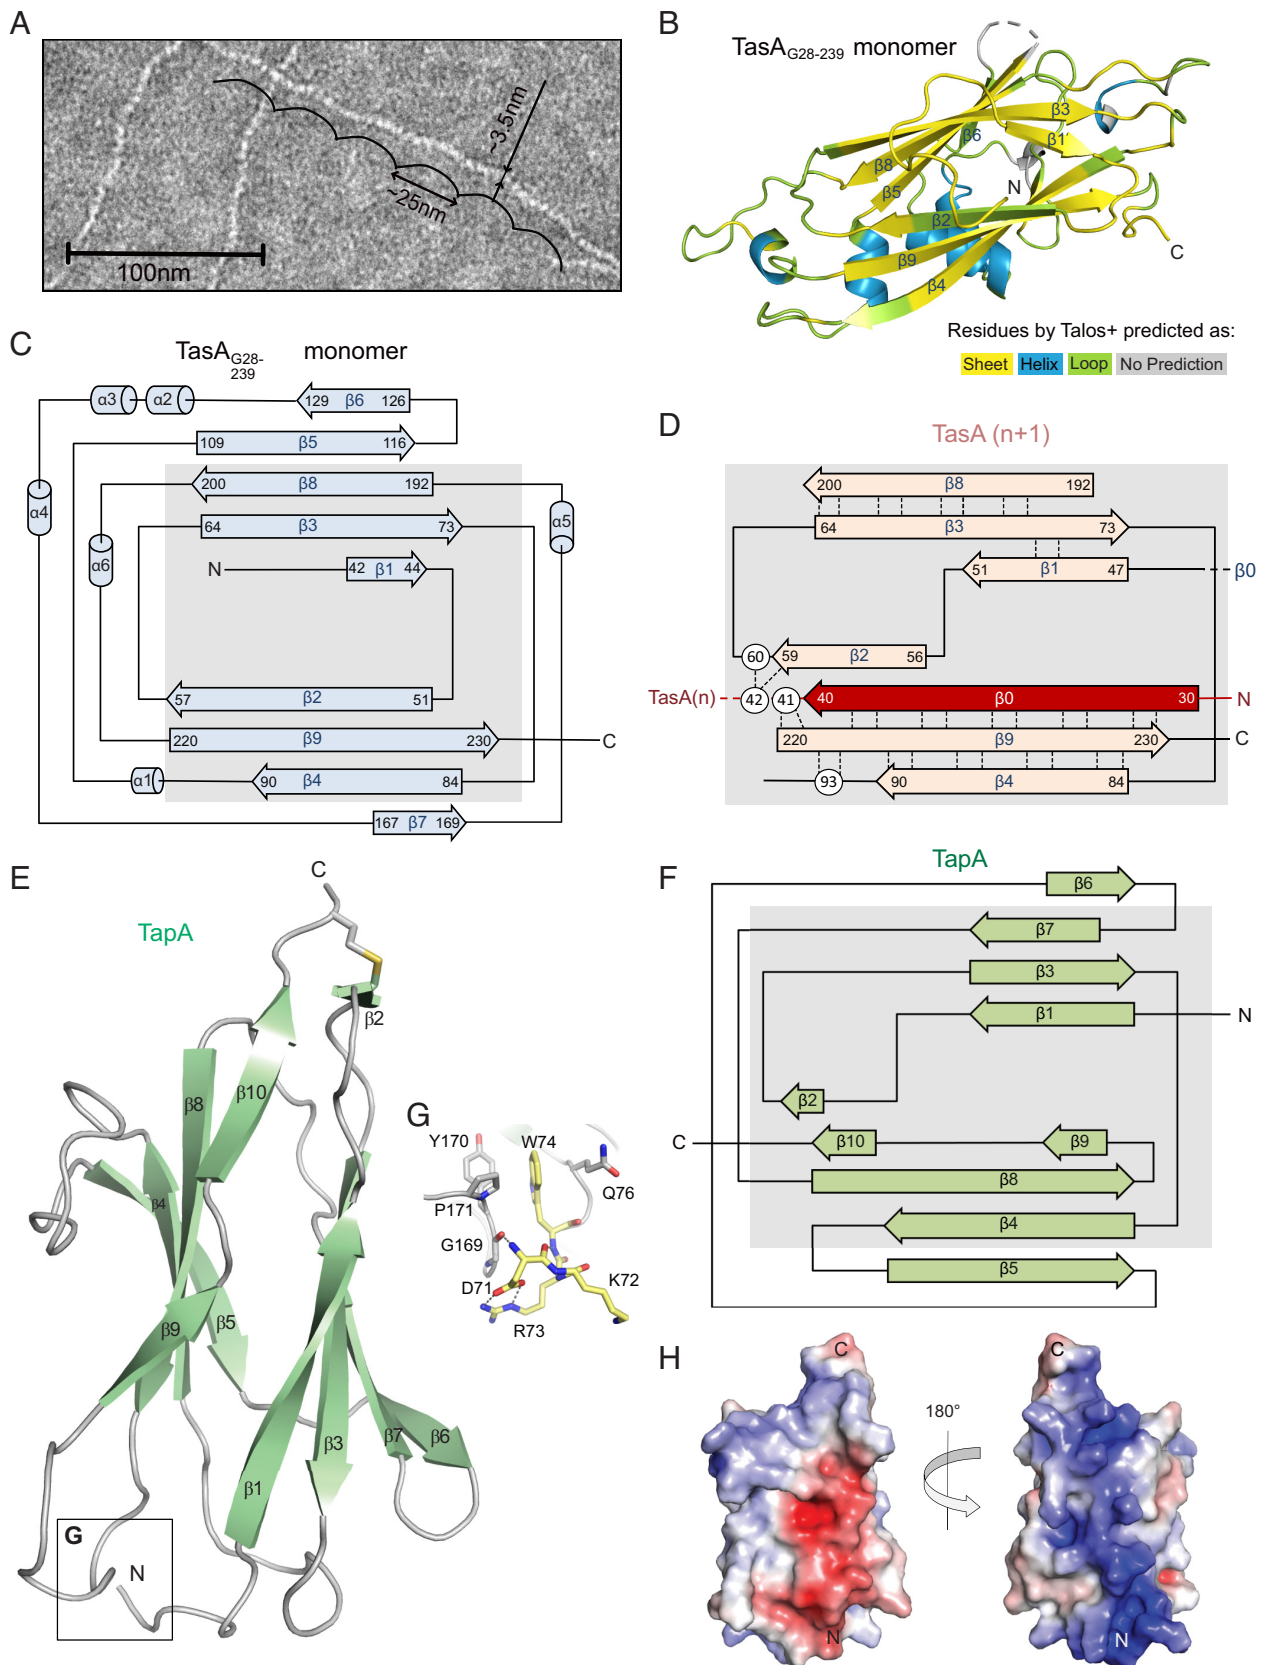 A
~3.5nm
~25nm
100nm
B
TasA G28-239 monomer
β3
β1'
β6
β8
β5
N
β2
β9
β4
C
Residues by Talos+ predicted as:
Sheet Helix Loop No Prediction
C
TasA G28-239 monomer
α3 α2 129 β6 126
109 β5 116
200 β8 192
α4 α5
64 β3 73
α6
N 42 β1 44
57 β2 51
220 β9 230 C
α1 90 β4 84
167 β7 169
D
TasA (n+1)
200 β8 192
64 β3 73
51 β1 47 β0
60 59 β2 56
TasA(n) 42 41 40 β0 30 N
220 β9 230 C
93 90 β4 84
E
TapA
C
β2
β8
β10
β4
β9
β5
β3
β7
β6
β1
G
N
F
TapA
β6
β7
β3
β1 N
β2
C β10 β9
β8
β4
β5
G
Y170 W74
Q76
P171
G169
D71 K72
R73
H
C C
180°
N N